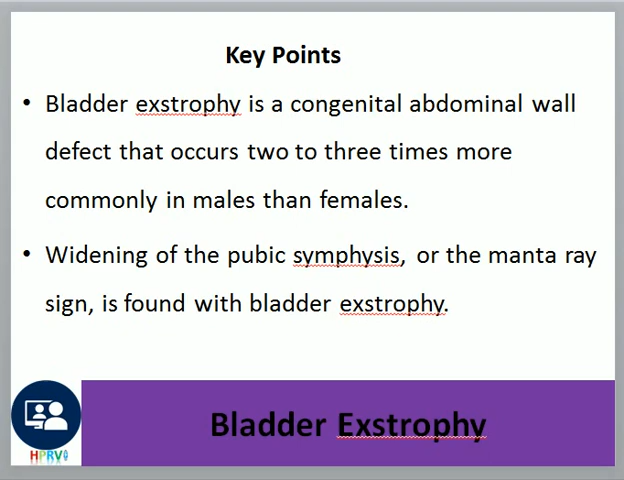 Key Points
• Bladder exstrophy is a congenital abdominal wall
defect that occurs two to three times more
commonly in males than females.
• Widening of the pubic symphysis, or the manta ray
sign, is found with bladder exstrophy.
Bladder Exstrophy
HPRV